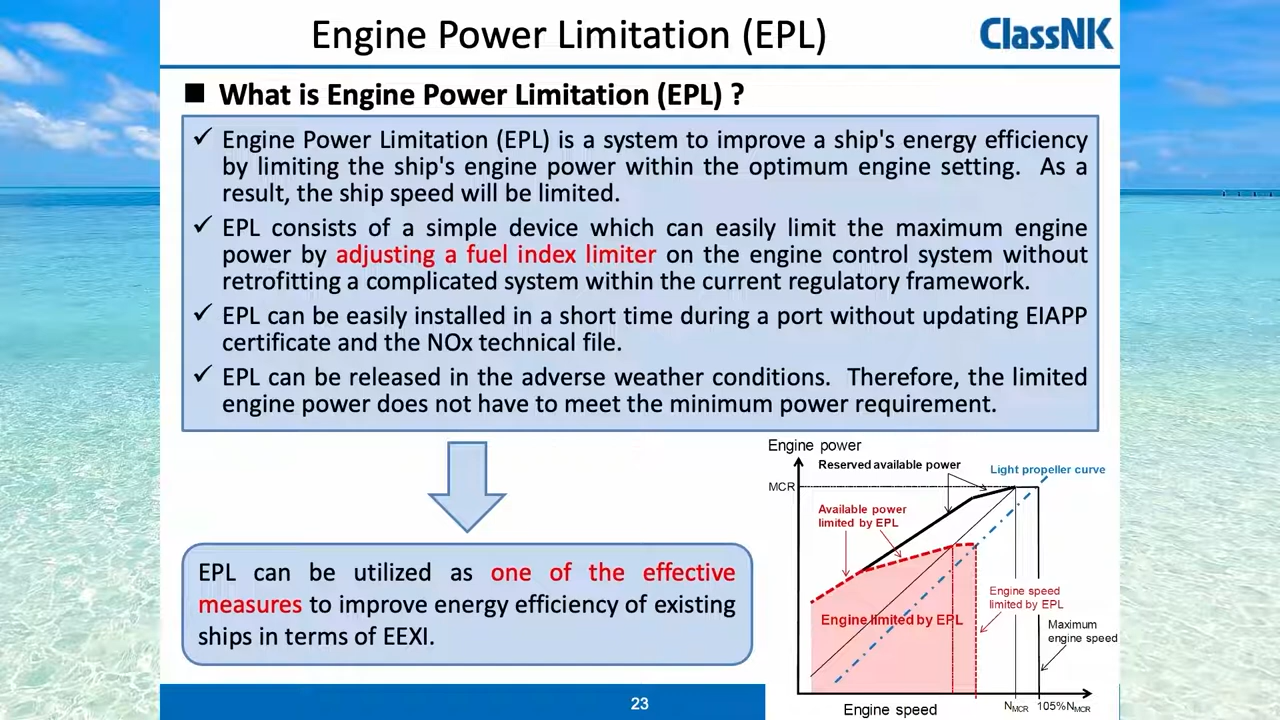 Engine Power Limitation (EPL)
ClassNK
■ What is Engine Power Limitation (EPL) ?
✓ Engine Power Limitation (EPL) is a system to improve a ship's energy efficiency
by limiting the ship's engine power within the optimum engine setting. As a
result, the ship speed will be limited.
✓ EPL consists of a simple device which can easily limit the maximum engine
power by adjusting a fuel index limiter on the engine control system without
retrofitting a complicated system within the current regulatory framework.
✓ EPL can be easily installed in a short time during a port without updating EIAPP
certificate and the NOx technical file.
✓ EPL can be released in the adverse weather conditions. Therefore, the limited
engine power does not have to meet the minimum power requirement.
EPL can be utilized as one of the effective
measures to improve energy efficiency of existing
ships in terms of EEXI.
Engine power
Reserved available power
Light propeller curve
MCR
Available power
limited by EPL
Engine speed
limited by EPL
Engine limited by EPL
Maximum
engine speed
NMCR
105%NMCR
Engine speed
23